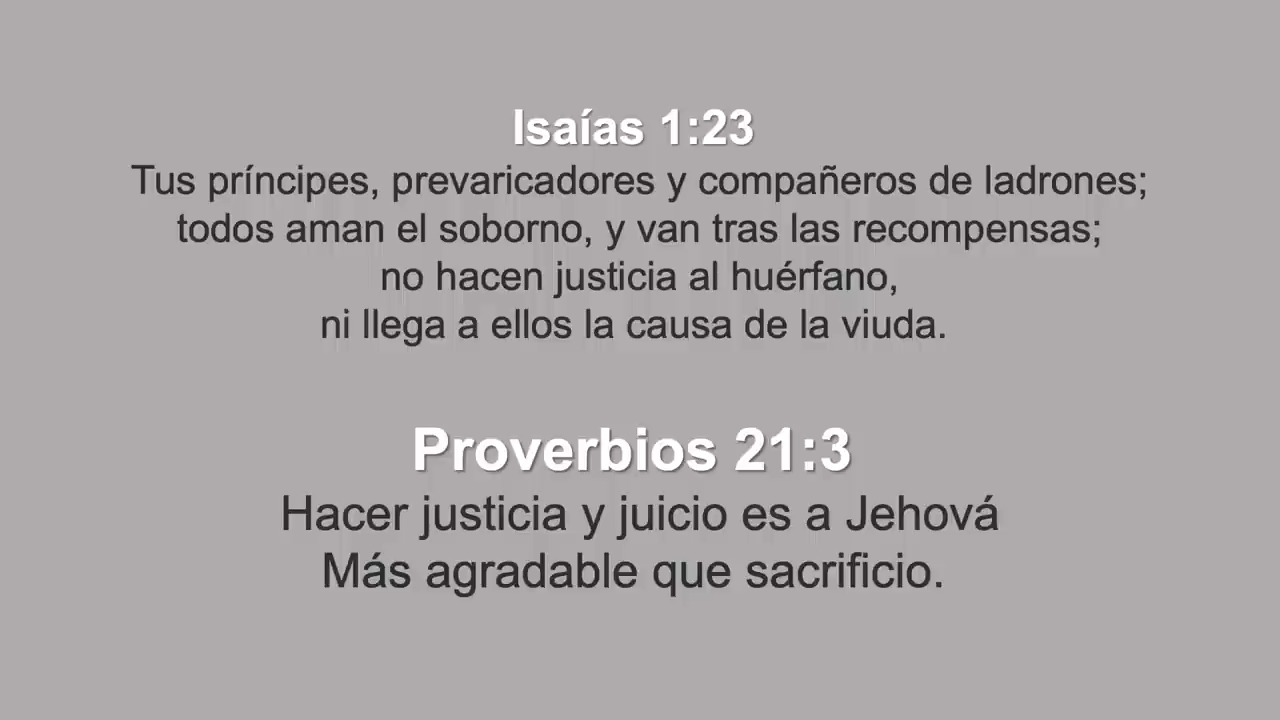 Isaías 1:23
Tus príncipes, prevaricadores y compañeros de ladrones;
todos aman el soborno, y van tras las recompensas;
no hacen justicia al huérfano,
ni llega a ellos la causa de la viuda.
Proverbios 21:3
Hacer justicia y juicio es a Jehová
Más agradable que sacrificio.